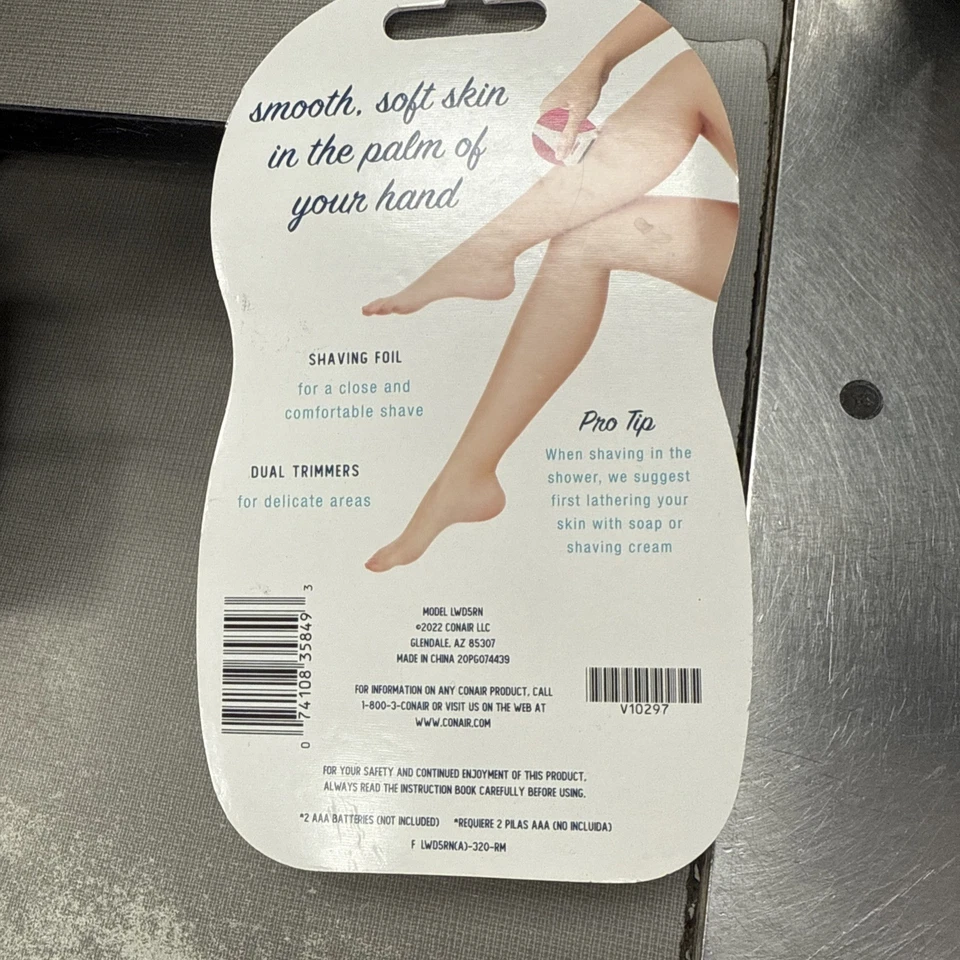 smooth, soft skin
in the palm of
your hand
SHAVING FOIL
for a close and
comfortable shave
DUAL TRIMMERS
for delicate areas
Pro Tip
When shaving in the
shower, we suggest
first lathering your
skin with soap or
shaving cream
0 74108 35849 3
MODEL LWD5RN
©2022 CONAIR LLC
GLENDALE, AZ 85307
MADE IN CHINA 20PG074439
FOR INFORMATION ON ANY CONAIR PRODUCT, CALL
1-800-3-CONAIR OR VISIT US ON THE WEB AT
WWW.CONAIR.COM
V10297
FOR YOUR SAFETY AND CONTINUED ENJOYMENT OF THIS PRODUCT,
ALWAYS READ THE INSTRUCTION BOOK CAREFULLY BEFORE USING.
*2 AAA BATTERIES (NOT INCLUDED) *REQUIERE 2 PILAS AAA (NO INCLUIDA)
F LWD5RN(A)-320-RM